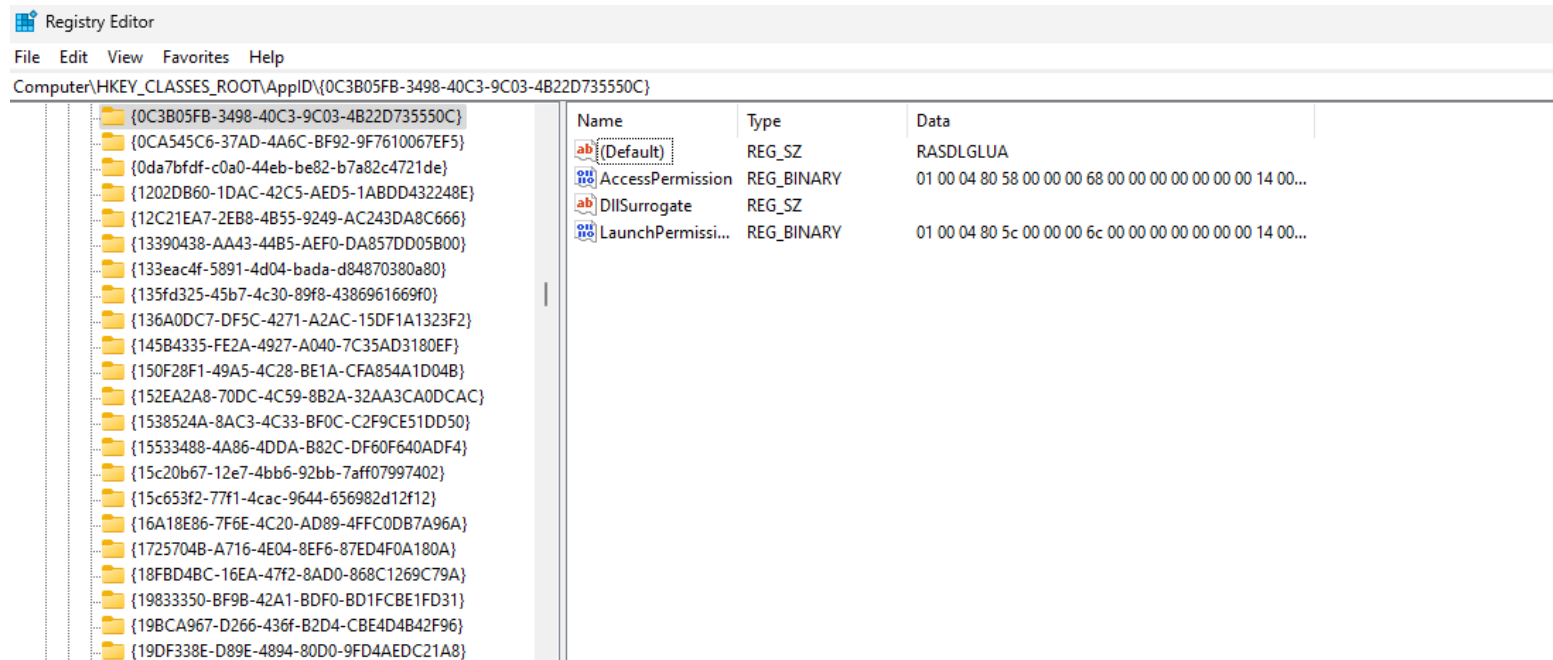 Registry Editor
File Edit View Favorites Help
Computer\HKEY_CLASSES_ROOT\AppID\{0C3B05FB-3498-40C3-9C03-4B22D735550C}
{0C3B05FB-3498-40C3-9C03-4B22D735550C}
{0CA545C6-37AD-4A6C-BF92-9F7610067EF5}
{0da7bfdf-c0a0-44eb-be82-b7a82c4721de}
{1202DB60-1DAC-42C5-AED5-1ABDD432248E}
{12C21EA7-2EB8-4B55-9249-AC243DA8C666}
{13390438-AA43-44B5-AEF0-DA857DD05B00}
{133eac4f-5891-4d04-bada-d84870380a80}
{135fd325-45b7-4c30-89f8-4386961669f0}
{136A0DC7-DF5C-4271-A2AC-15DF1A1323F2}
{145B4335-FE2A-4927-A040-7C35AD3180EF}
{150F28F1-49A5-4C28-BE1A-CFA854A1D04B}
{152EA2A8-70DC-4C59-8B2A-32AA3CA0DCAC}
{1538524A-8AC3-4C33-BF0C-C2F9CE51DD50}
{15533488-4A86-4DDA-B82C-DF60F640ADF4}
{15c20b67-12e7-4bb6-92bb-7aff07997402}
{15c653f2-77f1-4cac-9644-656982d12f12}
{16A18E86-7F6E-4C20-AD89-4FFC0DB7A96A}
{1725704B-A716-4E04-8EF6-87ED4F0A180A}
{18FBD4BC-16EA-47f2-8AD0-868C1269C79A}
{19833350-BF9B-42A1-BDF0-BD1FCBE1FD31}
{19BCA967-D266-436f-B2D4-CBE4D4B42F96}
{19DF338E-D89E-4894-80D0-9FD4AEDC21A8}
Name Type Data
(Default) REG_SZ RASDLGLUA
AccessPermission REG_BINARY 01 00 04 80 58 00 00 00 68 00 00 00 00 00 00 00 14 00...
DllSurrogate REG_SZ
LaunchPermissi... REG_BINARY 01 00 04 80 5c 00 00 00 6c 00 00 00 00 00 00 00 14 00...